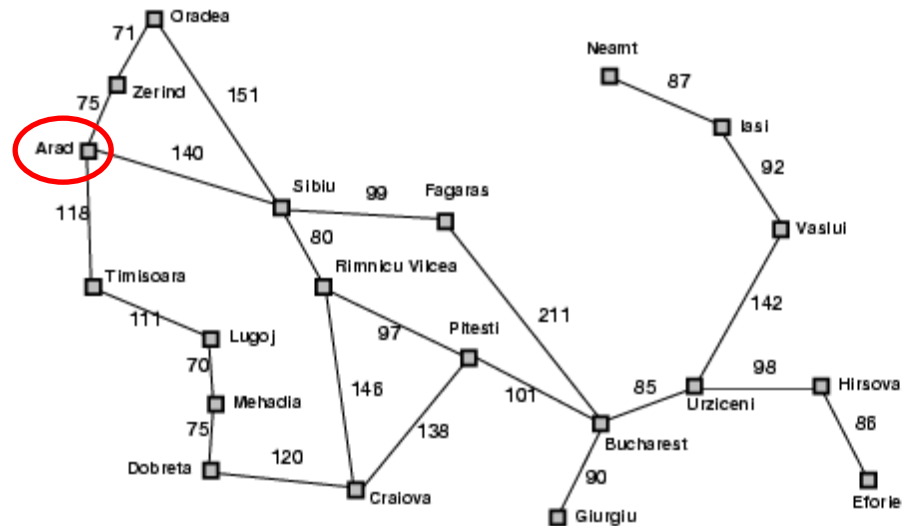 Oradea
71
Neamt
87
Zerind
151
75
Iasi
Arad
140
92
Sibiu
99
Fagaras
118
80
Vaslui
Rimnicu Vilcea
Timisoara
111
97
Pitesti
211
142
Lugoj
70
98
Hirsova
146
101
85
Urziceni
Mehadia
75
138
86
Bucharest
Dobreta
120
90
Craiova
Eforie
Giurgiu